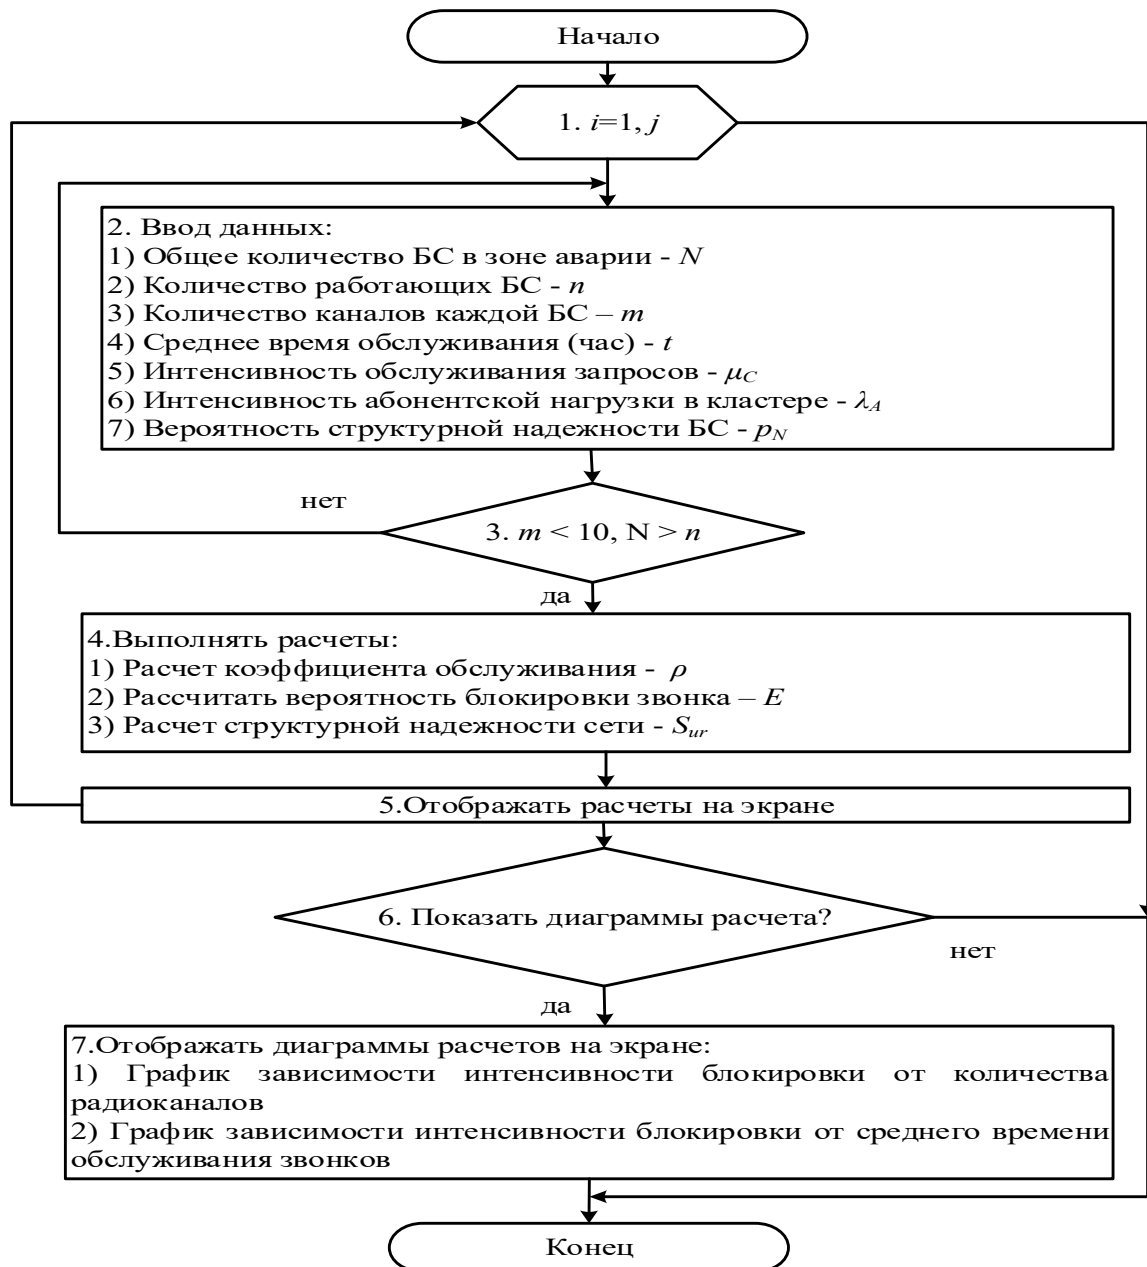 Начало
1. i=1, j
2. Ввод данных:
1) Общее количество БС в зоне аварии - N
2) Количество работающих БС - n
3) Количество каналов каждой БС – m
4) Среднее время обслуживания (час) - t
5) Интенсивность обслуживания запросов - μC
6) Интенсивность абонентской нагрузки в кластере - λA
7) Вероятность структурной надежности БС - pN
нет
3. m < 10, N > n
да
4.Выполнять расчеты:
1) Расчет коэффициента обслуживания - ρ
2) Рассчитать вероятность блокировки звонка – E
3) Расчет структурной надежности сети - Sur
5.Отображать расчеты на экране
6. Показать диаграммы расчета?
нет
да
7.Отображать диаграммы расчетов на экране:
1) График зависимости интенсивности блокировки от количества
радиоканалов
2) График зависимости интенсивности блокировки от среднего времени
обслуживания звонков
Конец